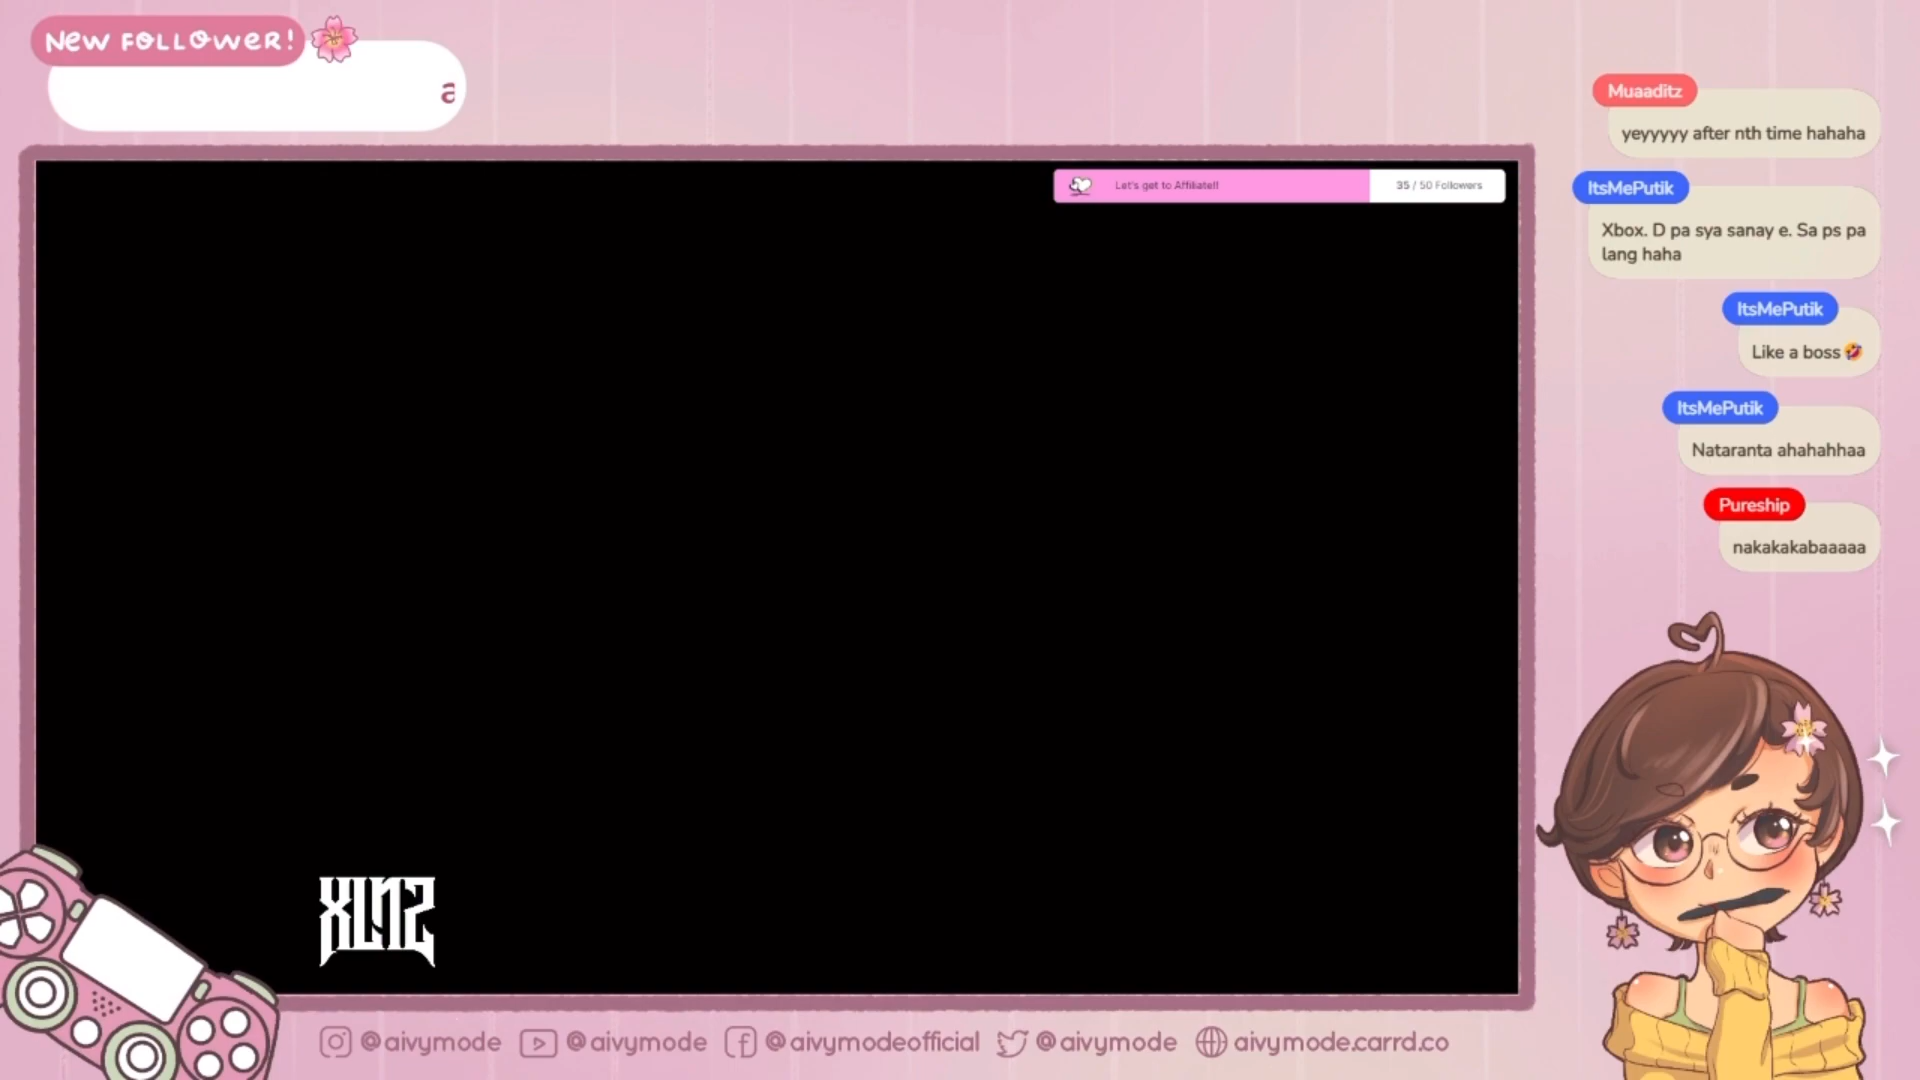 New Follower!
a
Let's get to Affiliate!!
35 / 50 Followers
Muaaditz
yeyyyyy after nth time hahaha
ItsMePutik
Xbox. D pa sya sanay e. Sa ps pa
lang haha
ItsMePutik
Like a boss 🤣
ItsMePutik
Nataranta ahahahhaa
Pureship
nakakakabaaaaa
XLNZ
@aivymode @aivymode @aivymodeofficial @aivymode aivymode.carrd.co